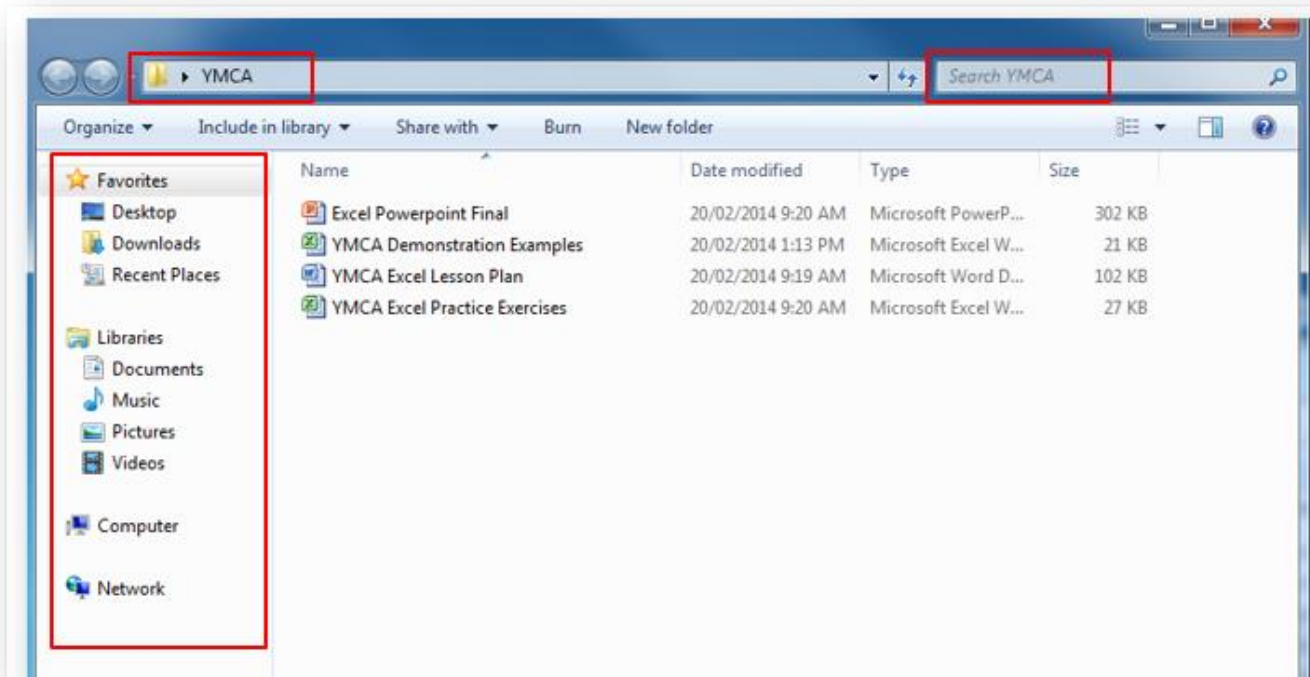 YMCA Search YMCA
Organize Include in library Share with Burn New folder
Favorites
Desktop
Downloads
Recent Places
Libraries
Documents
Music
Pictures
Videos
Computer
Network
Name Date modified Type Size
Excel Powerpoint Final 20/02/2014 9:20 AM Microsoft PowerP... 302 KB
YMCA Demonstration Examples 20/02/2014 1:13 PM Microsoft Excel W... 21 KB
YMCA Excel Lesson Plan 20/02/2014 9:19 AM Microsoft Word D... 102 KB
YMCA Excel Practice Exercises 20/02/2014 9:20 AM Microsoft Excel W... 27 KB